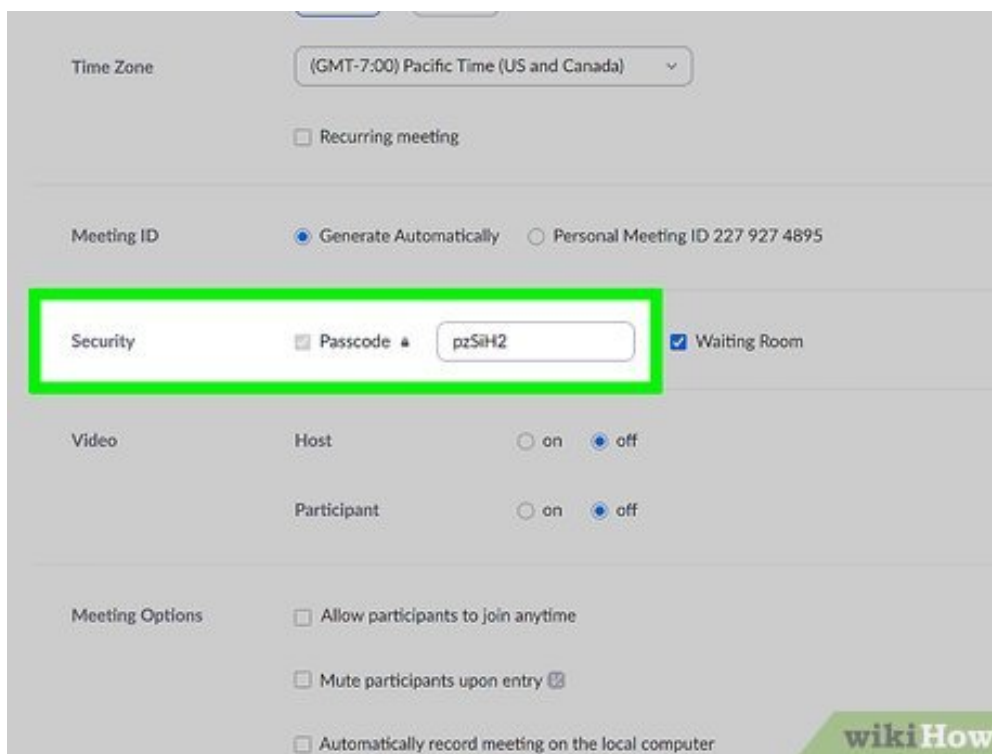 Time Zone (GMT-7:00) Pacific Time (US and Canada)
Recurring meeting
Meeting ID Generate Automatically Personal Meeting ID 227 927 4895
Security Passcode pzSiH2 Waiting Room
Video Host on off
Participant on off
Meeting Options Allow participants to join anytime
Mute participants upon entry
Automatically record meeting on the local computer
wikiHow